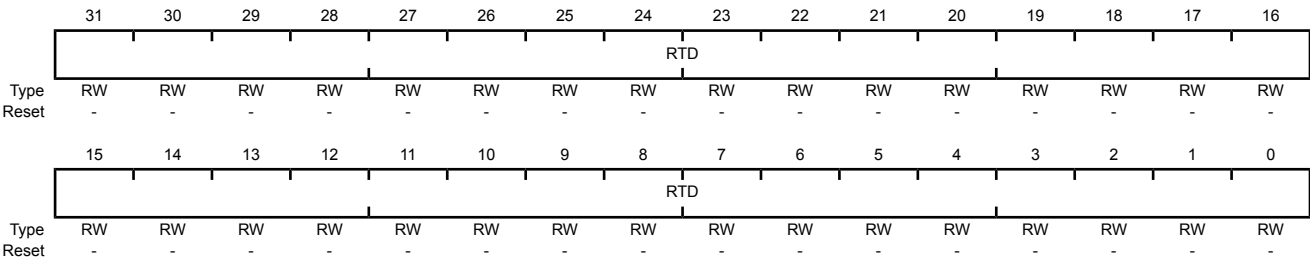 31 30 29 28 27 26 25 24 23 22 21 20 19 18 17 16
RTD
Type RW RW RW RW RW RW RW RW RW RW RW RW RW RW RW RW
Reset - - - - - - - - - - - - - - - -
15 14 13 12 11 10 9 8 7 6 5 4 3 2 1 0
RTD
Type RW RW RW RW RW RW RW RW RW RW RW RW RW RW RW RW
Reset - - - - - - - - - - - - - - - -